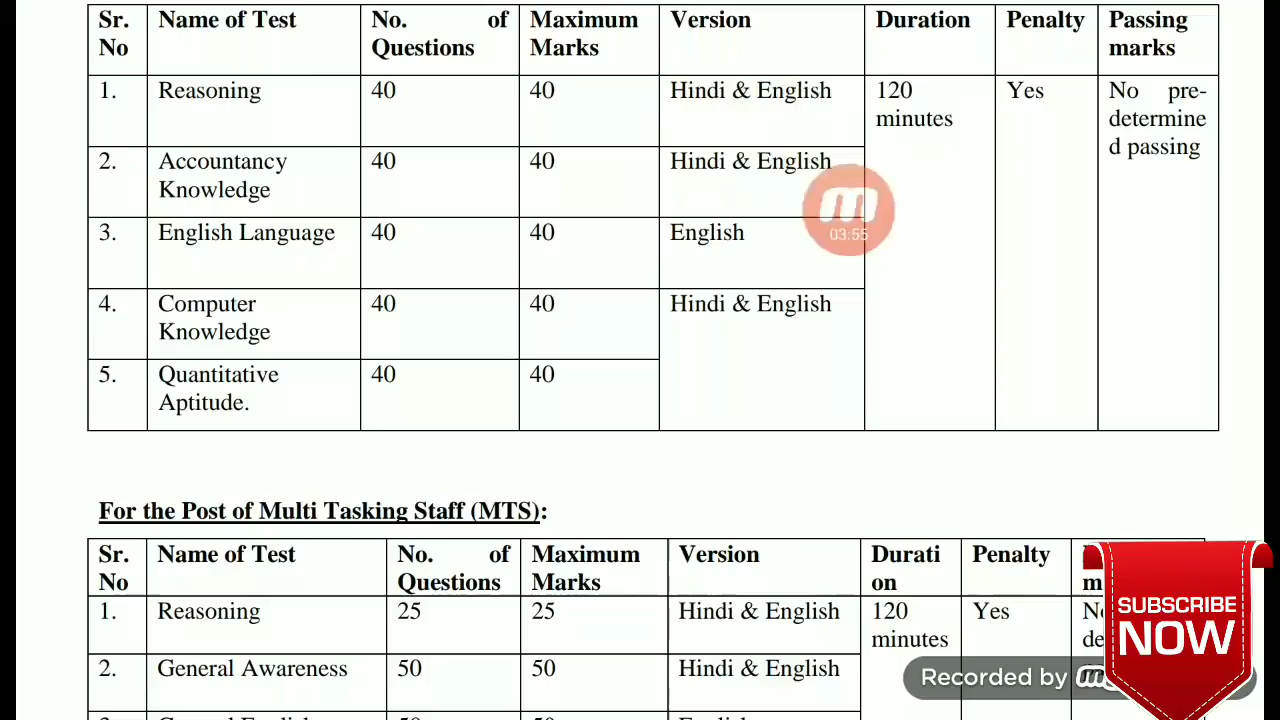 Sr. No Name of Test No. of Questions Maximum Marks Version Duration Penalty Passing marks
1. Reasoning 40 40 Hindi & English 120 minutes Yes No pre-determine d passing
2. Accountancy Knowledge 40 40 Hindi & English
03:55
3. English Language 40 40 English
4. Computer Knowledge 40 40 Hindi & English
5. Quantitative Aptitude. 40 40
For the Post of Multi Tasking Staff (MTS):
Sr. No Name of Test No. of Questions Maximum Marks Version Durati on Penalty
1. Reasoning 25 25 Hindi & English 120 minutes Yes
2. General Awareness 50 50 Hindi & English
SUBSCRIBE
NOW
Recorded by